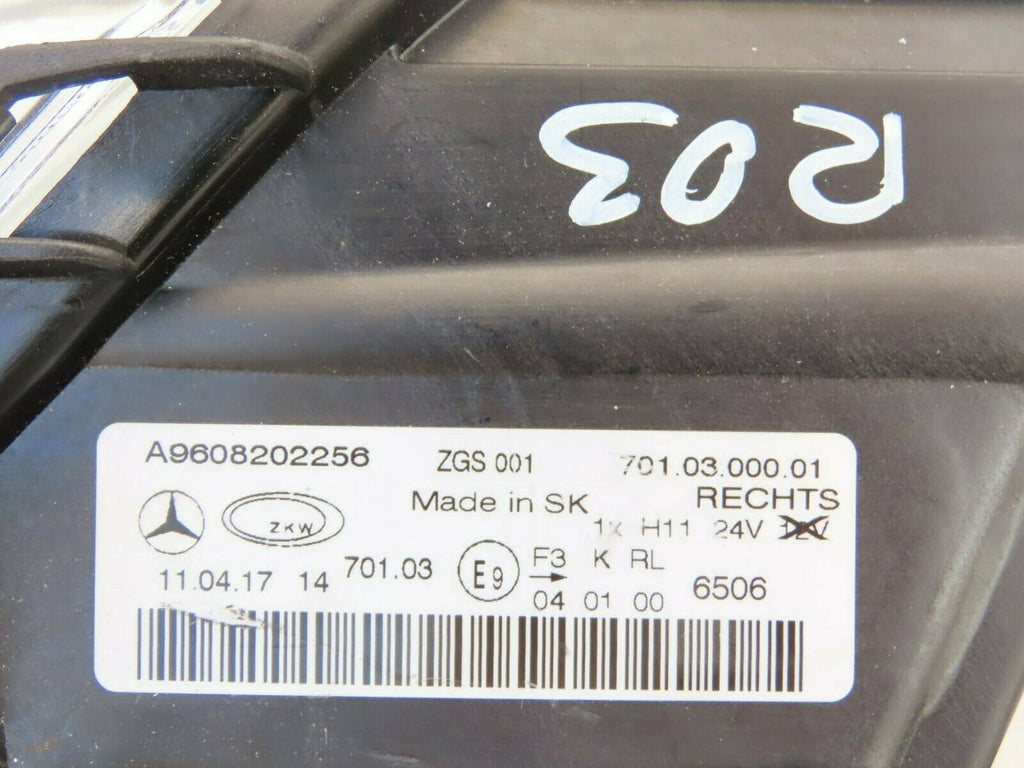 R03
A9608202256 ZGS 001 701.03.000.01
Made in SK RECHTS
ZKW 1x H11 24V 12V
11.04.17 14 701.03 E9 F3 K RL
04 01 00 6506